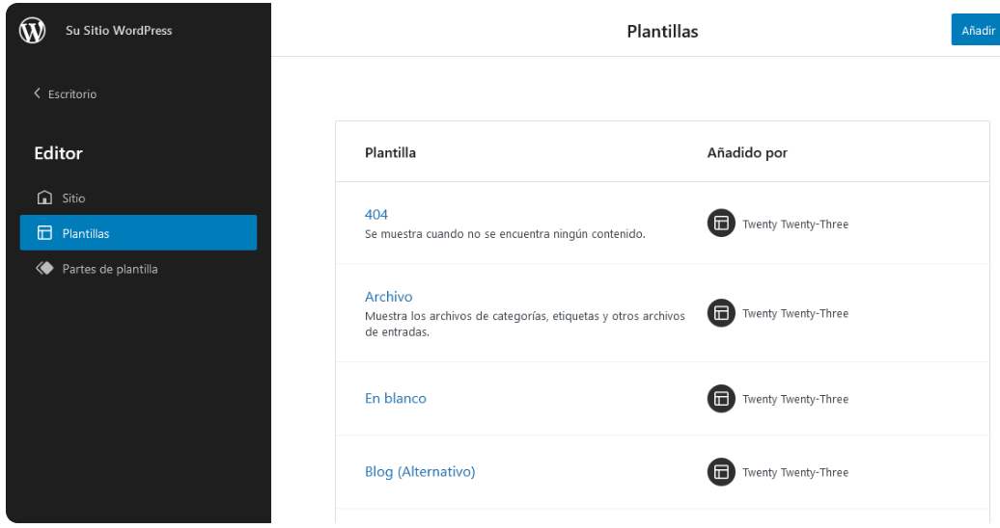 Su Sitio WordPress
Plantillas
Añadir
Escritorio
Editor
Sitio
Plantillas
Partes de plantilla
Plantilla
Añadido por
404
Se muestra cuando no se encuentra ningún contenido.
Twenty Twenty-Three
Archivo
Muestra los archivos de categorías, etiquetas y otros archivos
de entradas.
Twenty Twenty-Three
En blanco
Twenty Twenty-Three
Blog (Alternativo)
Twenty Twenty-Three